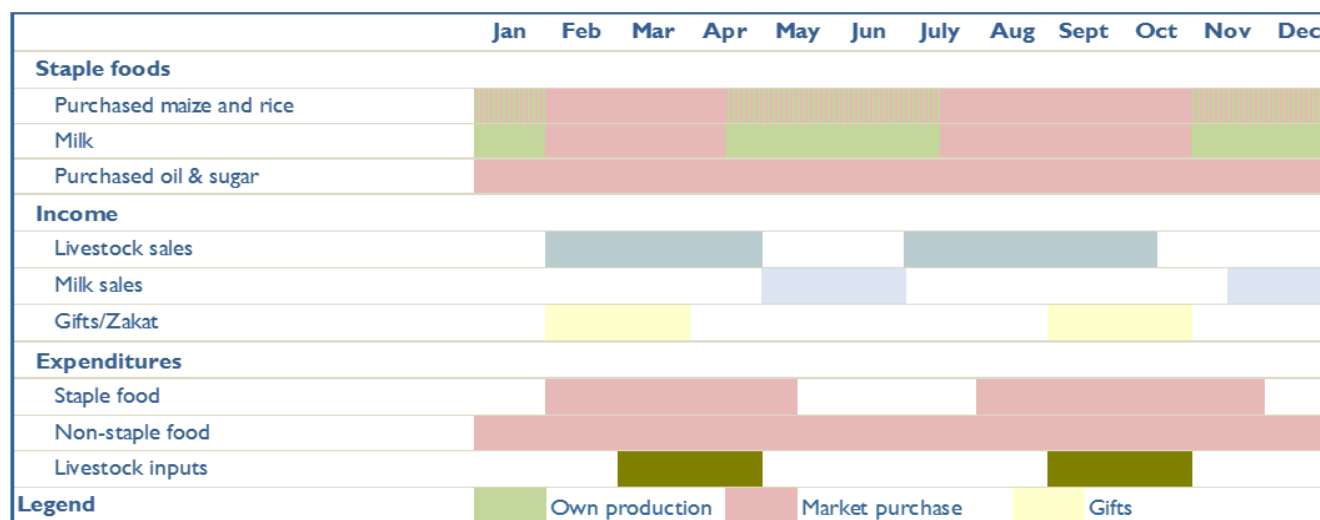 Jan Feb Mar Apr May Jun July Aug Sept Oct Nov Dec
Staple foods
Purchased maize and rice
Milk
Purchased oil & sugar
Income
Livestock sales
Milk sales
Gifts/Zakat
Expenditures
Staple food
Non-staple food
Livestock inputs
Legend Own production Market purchase Gifts